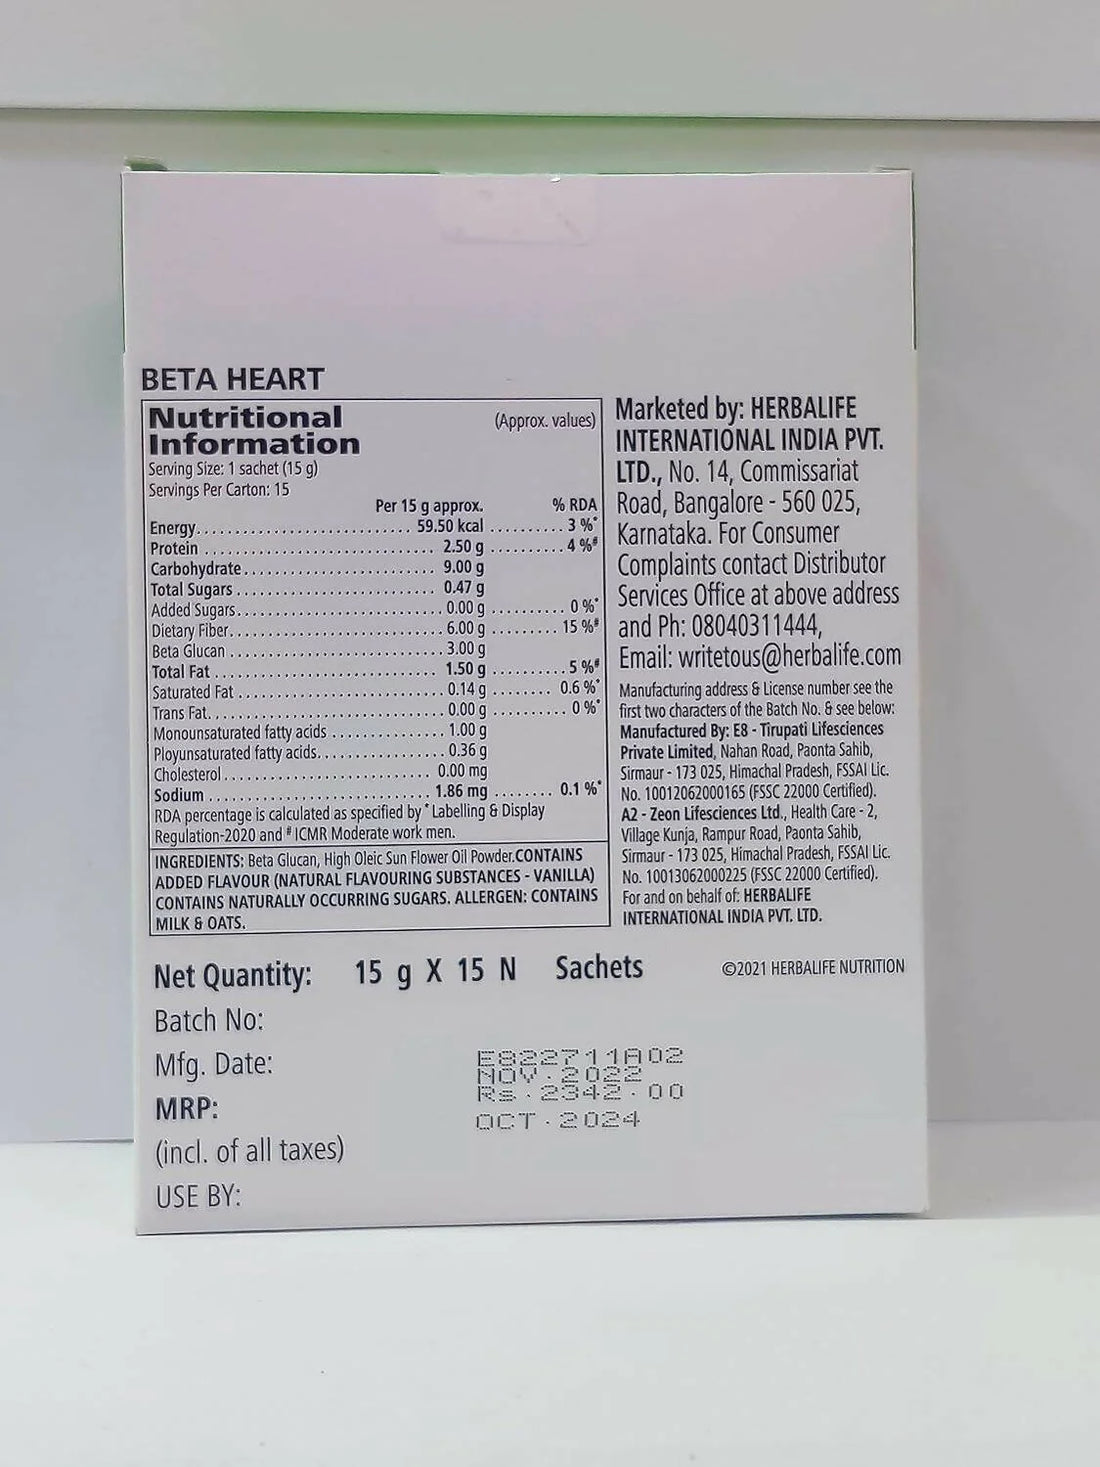 BETA HEART
Nutritional
Information
(Approx. values)
Serving Size: 1 sachet (15 g)
Servings Per Carton: 15
Per 15 g approx. % RDA
Energy 59.50 kcal 3 %*
Protein 2.50 g 4 %#
Carbohydrate 9.00 g
Total Sugars 0.47 g
Added Sugars 0.00 g 0 %*
Dietary Fiber 6.00 g 15 %#
Beta Glucan 3.00 g
Total Fat 1.50 g 5 %#
Saturated Fat 0.14 g 0.6 %*
Trans Fat 0.00 g 0 %*
Monounsaturated fatty acids 1.00 g
Ployunsaturated fatty acids 0.36 g
Cholesterol 0.00 mg
Sodium 1.86 mg 0.1 %*
RDA percentage is calculated as specified by * Labelling & Display
Regulation-2020 and # ICMR Moderate work men.
INGREDIENTS: Beta Glucan, High Oleic Sun Flower Oil Powder.CONTAINS
ADDED FLAVOUR (NATURAL FLAVOURING SUBSTANCES - VANILLA)
CONTAINS NATURALLY OCCURRING SUGARS. ALLERGEN: CONTAINS
MILK & OATS.
Marketed by: HERBALIFE
INTERNATIONAL INDIA PVT.
LTD., No. 14, Commissariat
Road, Bangalore - 560 025,
Karnataka. For Consumer
Complaints contact Distributor
Services Office at above address
and Ph: 08040311444,
Email: writetous@herbalife.com
Manufacturing address & License number see the
first two characters of the Batch No. & see below:
Manufactured By: E8 - Tirupati Lifesciences
Private Limited, Nahan Road, Paonta Sahib,
Sirmaur - 173 025, Himachal Pradesh, FSSAI Lic.
No. 10012062000165 (FSSC 22000 Certified).
A2 - Zeon Lifesciences Ltd., Health Care - 2,
Village Kunja, Rampur Road, Paonta Sahib,
Sirmaur - 173 025, Himachal Pradesh, FSSAI Lic.
No. 10013062000225 (FSSC 22000 Certified).
For and on behalf of: HERBALIFE
INTERNATIONAL INDIA PVT. LTD.
Net Quantity: 15 g X 15 N Sachets
©2021 HERBALIFE NUTRITION
Batch No:
Mfg. Date:
MRP:
(incl. of all taxes)
USE BY:
E822711A02
NOV.2022
Rs.2342.00
OCT.2024